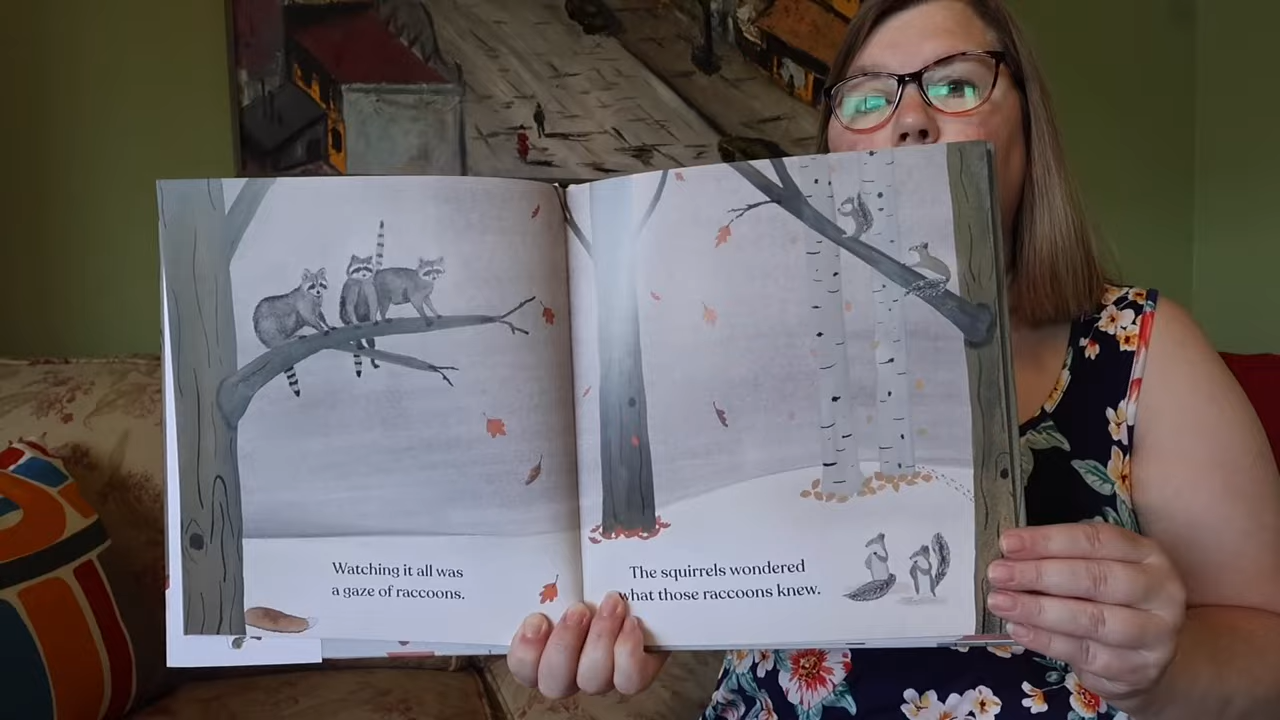 Watching it all was
a gaze of raccoons.
The squirrels wondered
what those raccoons knew.